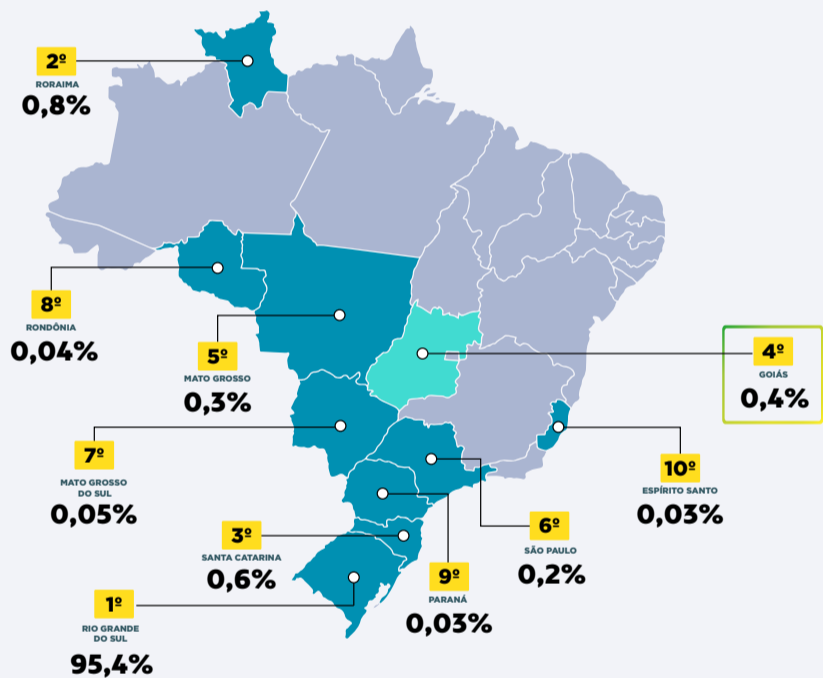 2º
RORAIMA
0,8%
8º
RONDÔNIA
0,04%
5º
MATO GROSSO
0,3%
4º
GOIÁS
0,4%
7º
MATO GROSSO
DO SUL
0,05%
10º
ESPÍRITO SANTO
0,03%
3º
SANTA CATARINA
0,6%
6º
SÃO PAULO
0,2%
9º
PARANÁ
0,03%
1º
RIO GRANDE
DO SUL
95,4%